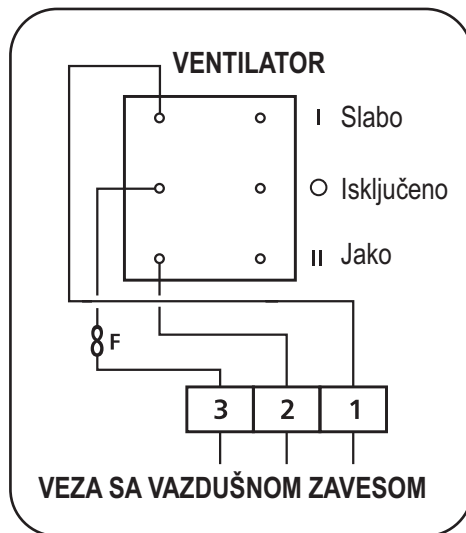 VENTILATOR
I Slabo
O Isključeno
II Jako
F
3 2 1
VEZA SA VAZDUŠNOM ZAVESOM